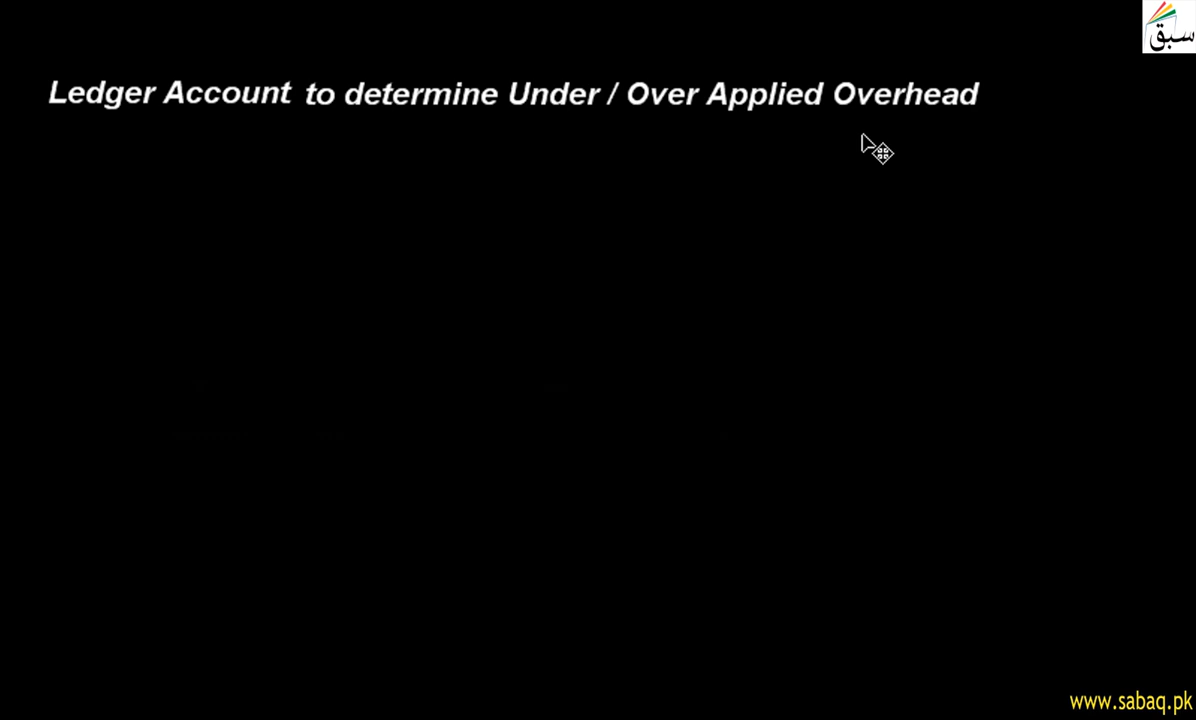 سبق
Ledger Account to determine Under / Over Applied Overhead
www.sabaq.pk